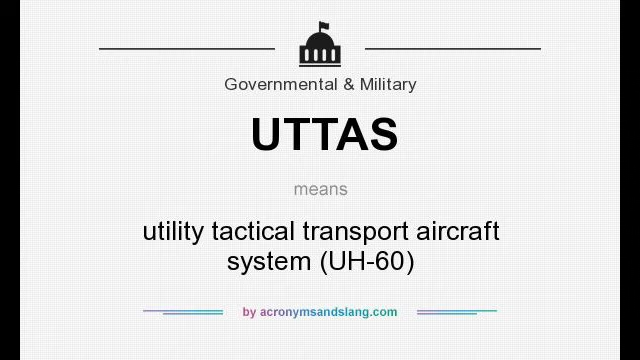 Governmental & Military
UTTAS
means
utility tactical transport aircraft
system (UH-60)
by acronymsandslang.com